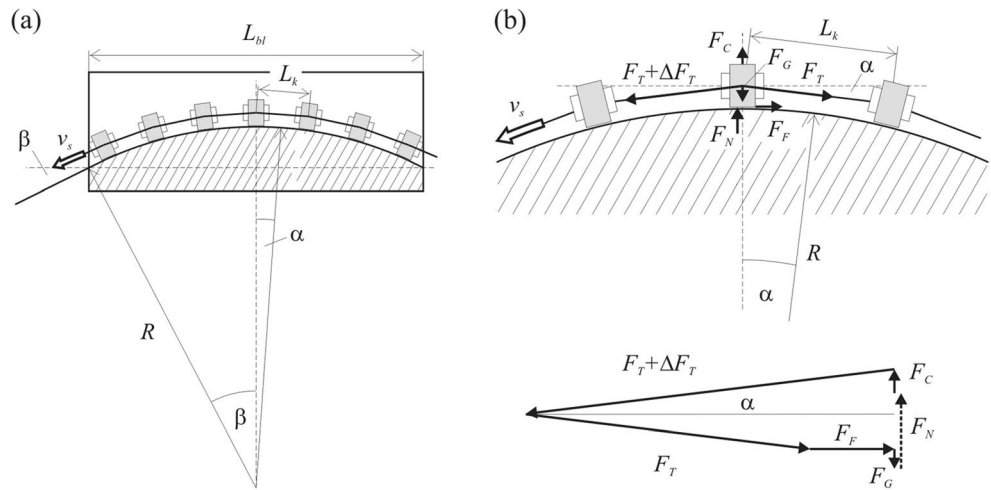 (a)
L_bl
L_k
v_s
β
α
R
β
(b)
F_C
L_k
F_T+ΔF_T
F_G
F_T
α
v_s
F_N
F_F
R
α
F_T+ΔF_T
F_C
α
F_F
F_N
F_T
F_G